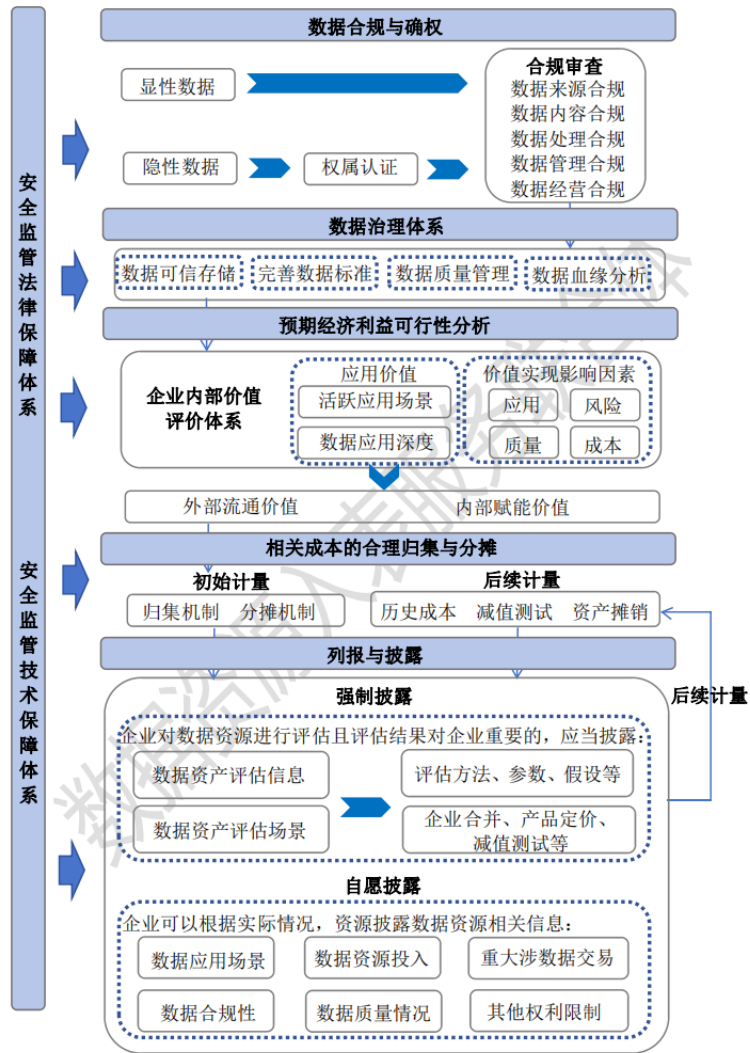 安全监管法律保障体系
安全监管技术保障体系
数据合规与确权
显性数据
隐性数据
权属认证
合规审查
数据来源合规
数据内容合规
数据处理合规
数据管理合规
数据经营合规
数据治理体系
数据可信存储
完善数据标准
数据质量管理
数据血缘分析
预期经济利益可行性分析
企业内部价值
评价体系
应用价值
活跃应用场景
数据应用深度
价值实现影响因素
应用
风险
质量
成本
外部流通价值
内部赋能价值
相关成本的合理归集与分摊
初始计量
归集机制 分摊机制
后续计量
历史成本 减值测试 资产摊销
列报与披露
后续计量
强制披露
企业对数据资源进行评估且评估结果对企业重要的，应当披露：
数据资产评估信息
评估方法、参数、假设等
数据资产评估场景
企业合并、产品定价、
减值测试等
自愿披露
企业可以根据实际情况，资源披露数据资源相关信息：
数据应用场景
数据资源投入
重大涉数据交易
数据合规性
数据质量情况
其他权利限制
数据资源入表服务联合体